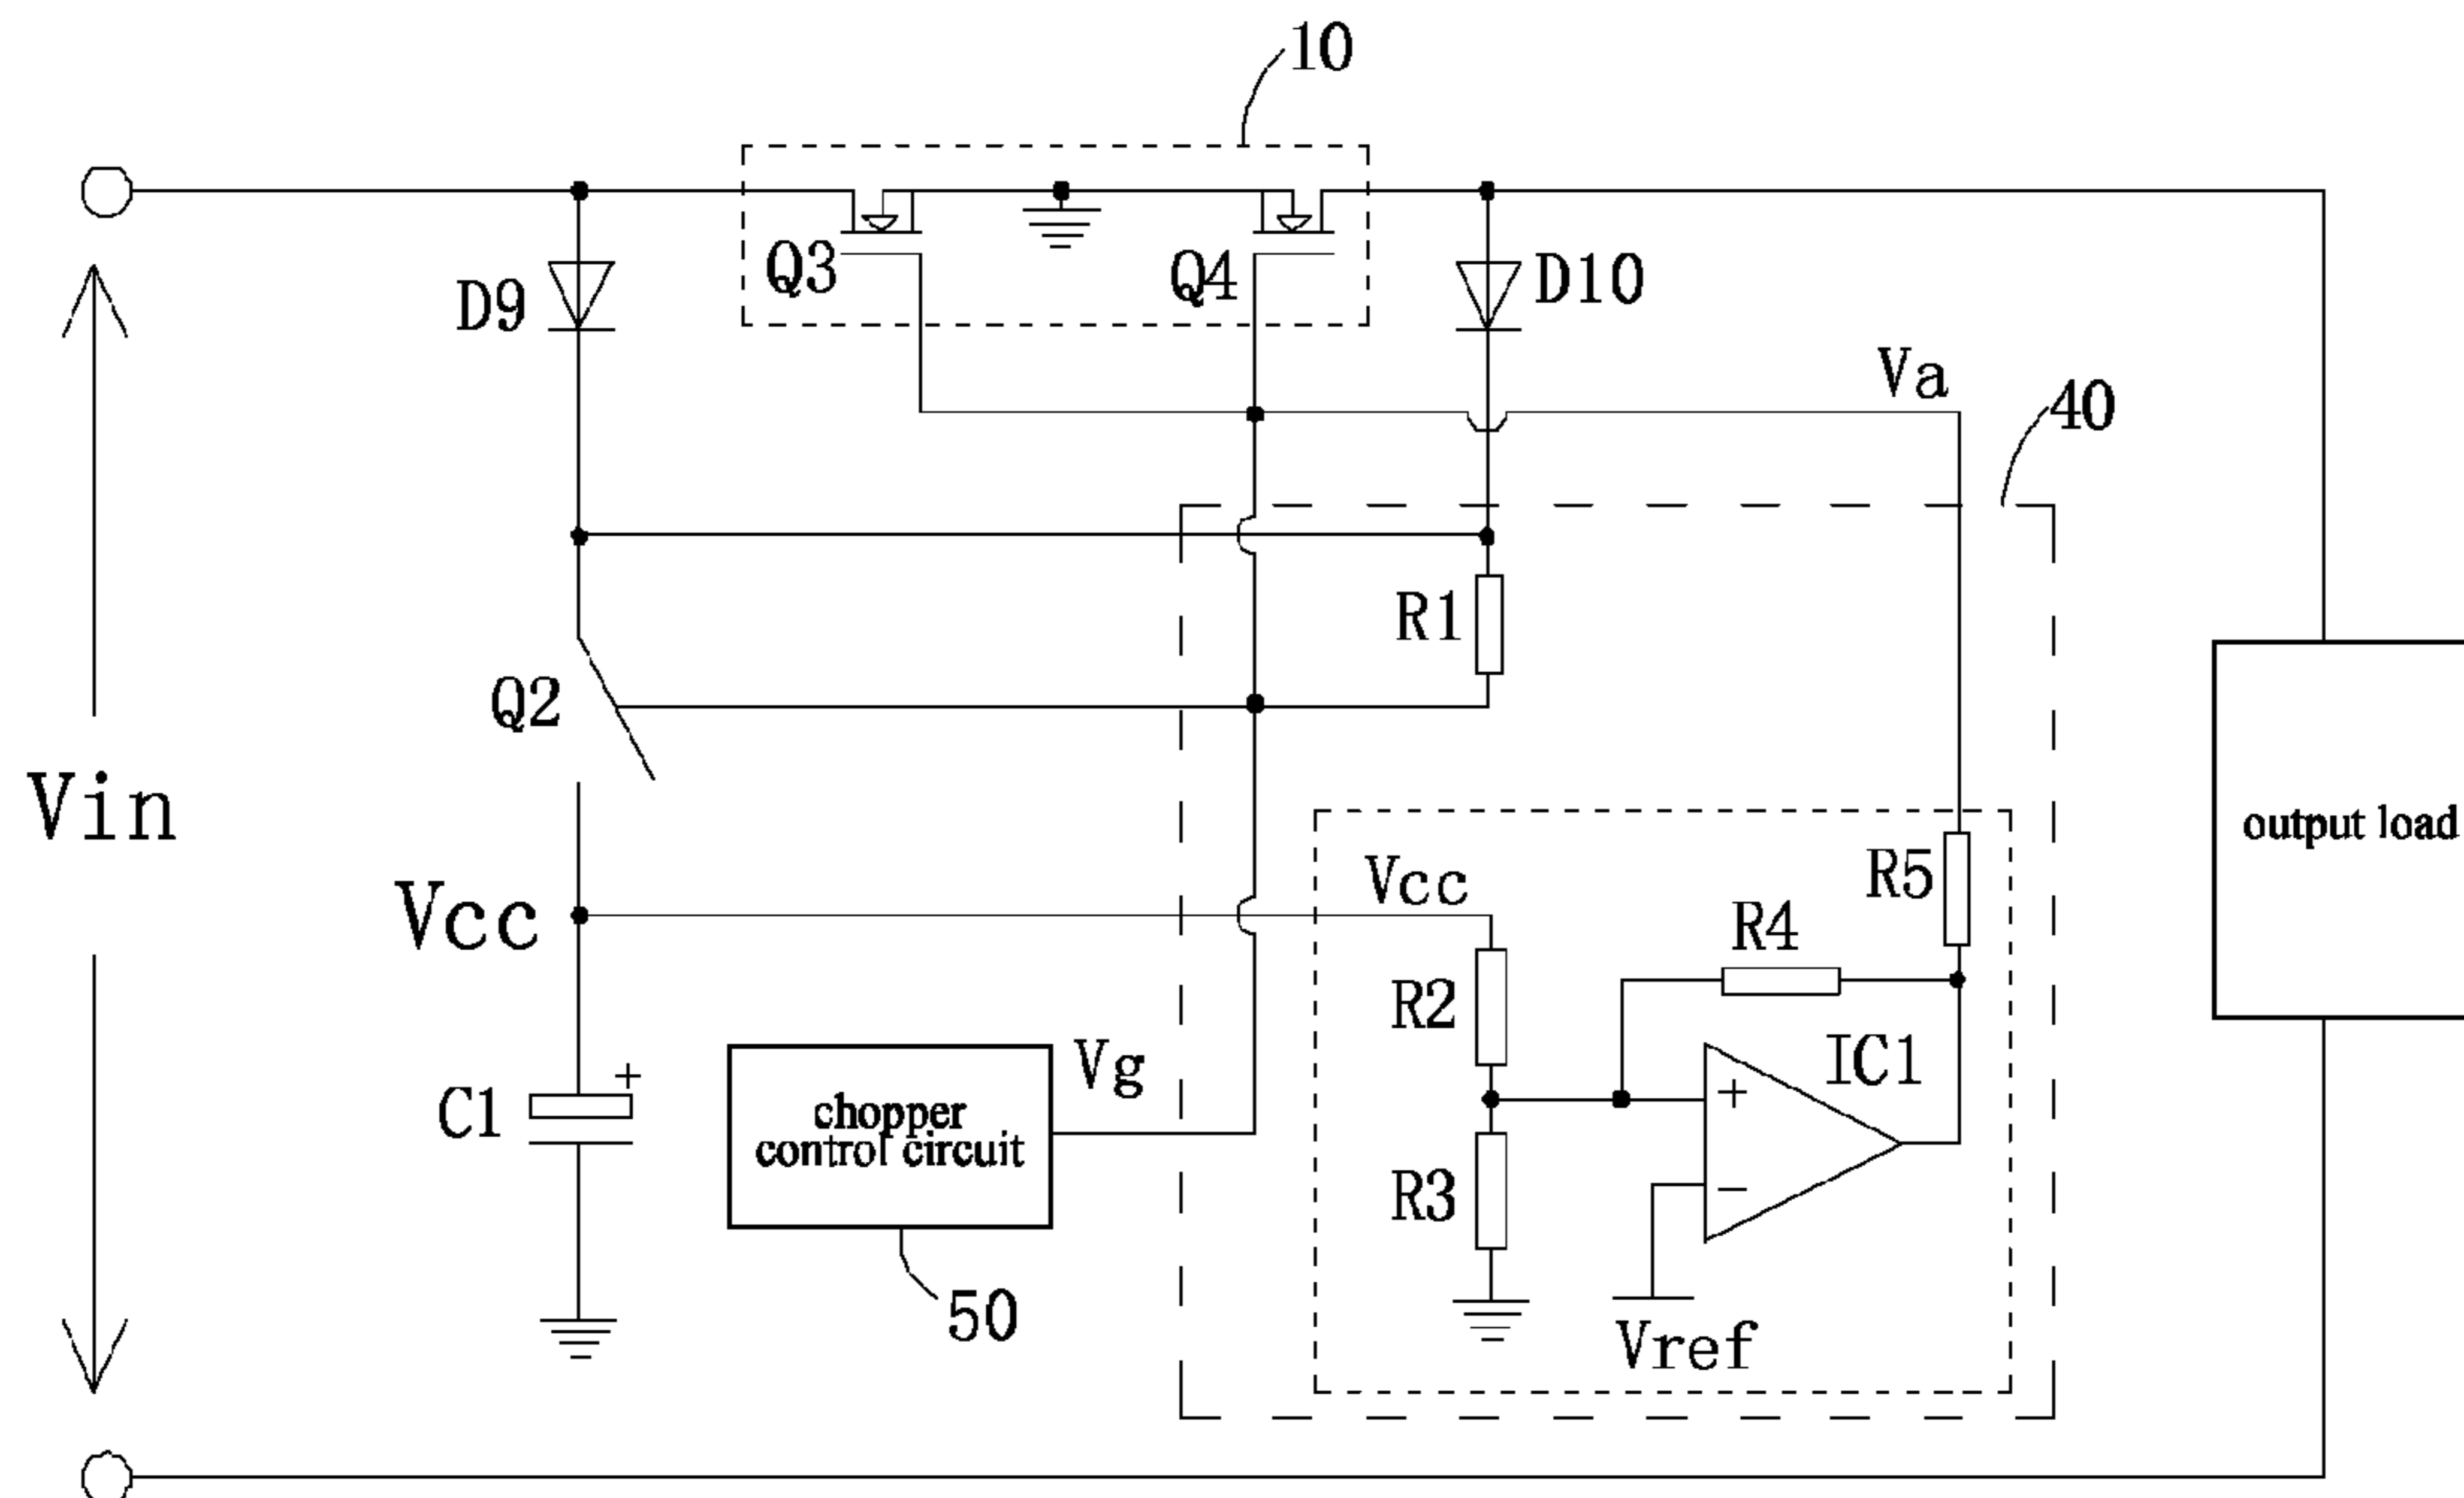 10
Q3
Q4
D9
D10
Va
40
R1
Q2
Vin
Vcc
Vcc
R5
R4
R2
IC1
output load
C1
+
chopper
control circuit
Vg
+
−
R3
50
Vref